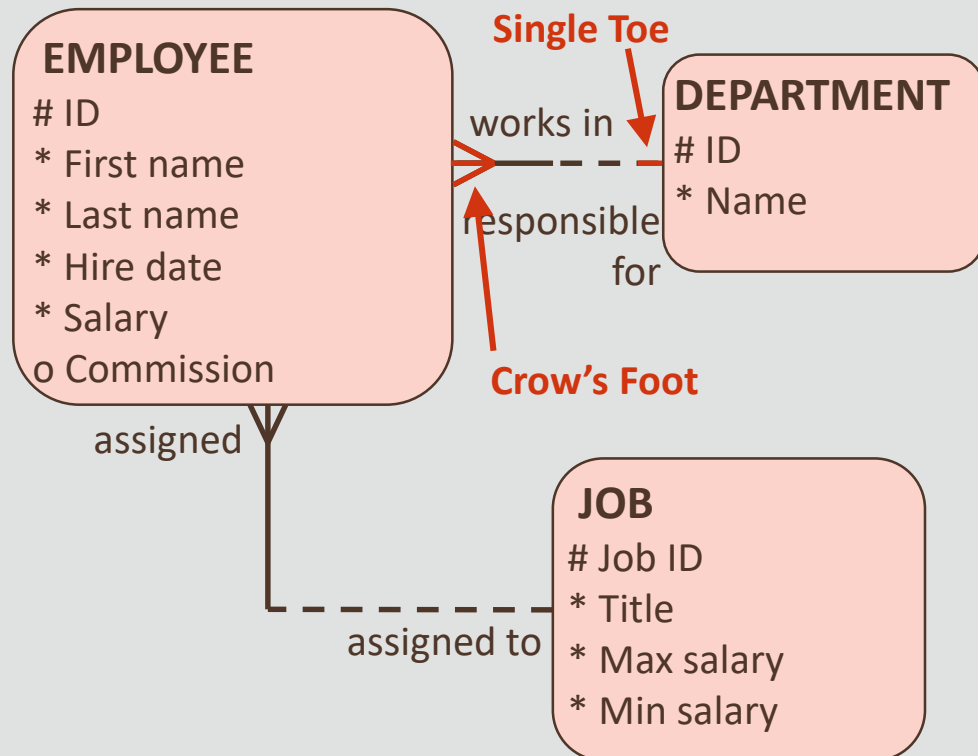 EMPLOYEE
# ID
* First name
* Last name
* Hire date
* Salary
o Commission
Single Toe
works in
responsible
for
Crow's Foot
DEPARTMENT
# ID
* Name
assigned
assigned to
JOB
# Job ID
* Title
* Max salary
* Min salary